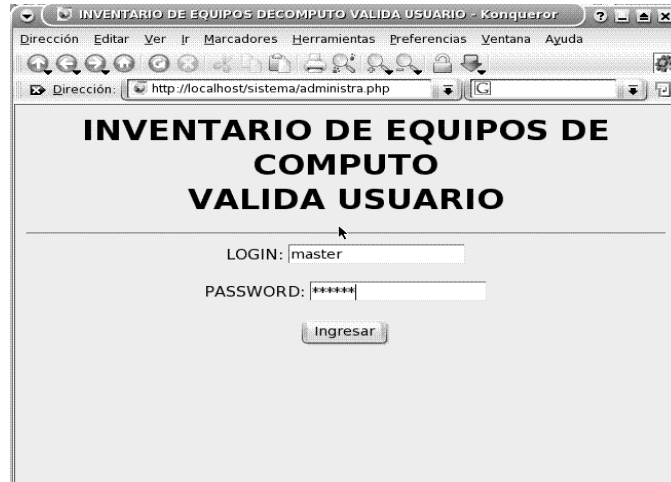 INVENTARIO DE EQUIPOS DECOMPUTO VALIDA USUARIO - Konqueror
Dirección Editar Ver Ir Marcadores Herramientas Preferencias Ventana Ayuda
Dirección: http://localhost/sistema/administra.php G
INVENTARIO DE EQUIPOS DE
COMPUTO
VALIDA USUARIO
LOGIN: master
PASSWORD: ******
Ingresar